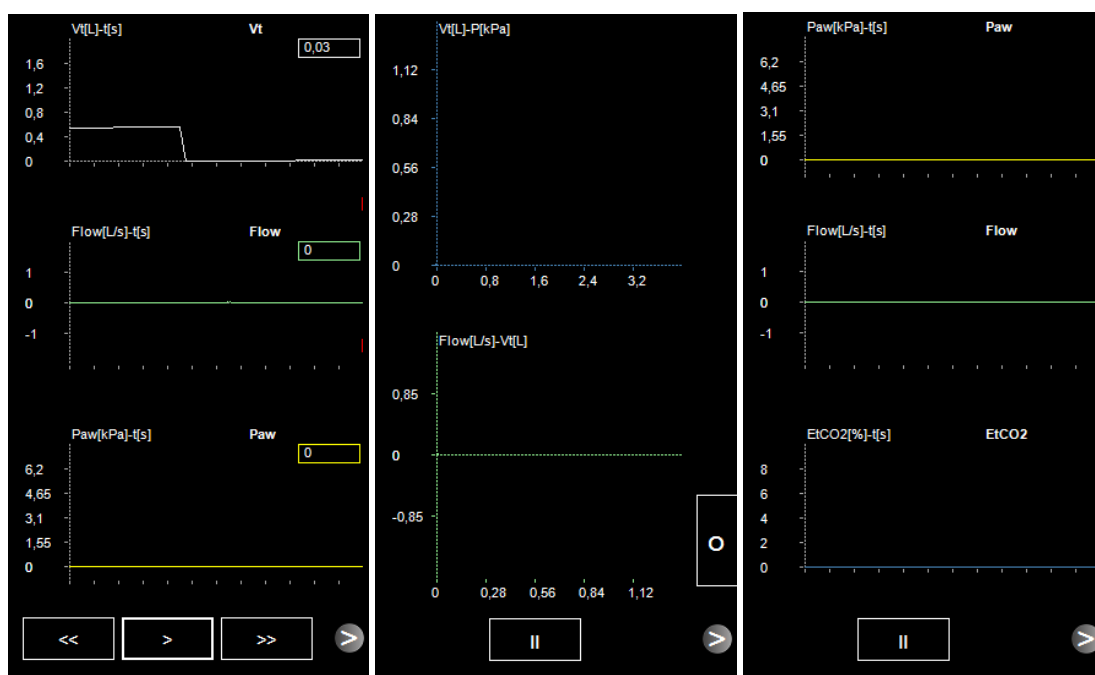 Vt[L]-t[s] Vt
0,03
1,6
1,2
0,8
0,4
0
Flow[L/s]-t[s] Flow
0
1
0
-1
Paw[kPa]-t[s] Paw
0
6,2
4,65
3,1
1,55
0
<< > >> >
Vt[L]-P[kPa]
1,12
0,84
0,56
0,28
0
0 0,8 1,6 2,4 3,2
Flow[L/s]-Vt[L]
0,85
0
-0,85
O
0 0,28 0,56 0,84 1,12
II >
Paw[kPa]-t[s] Paw
6,2
4,65
3,1
1,55
0
Flow[L/s]-t[s] Flow
1
0
-1
EtCO2[%]-t[s] EtCO2
8
6
4
2
0
II >